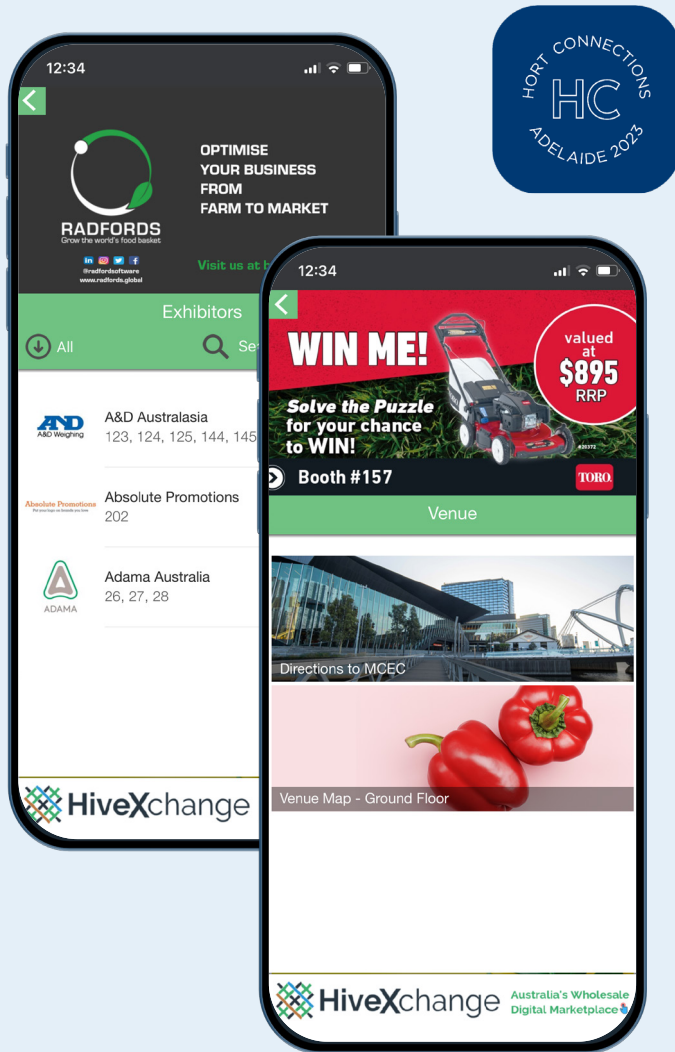 HORT CONNECTIONS
HC
ADELAIDE 2023
12:34
OPTIMISE
YOUR BUSINESS
FROM
FARM TO MARKET
RADFORDS
Grow the world's food basket
@radfordsoftware
www.radfords.global
Visit us at b
Exhibitors
All
Se
A&D Weighing
A&D Australasia
123, 124, 125, 144, 145
Absolute Promotions
Absolute Promotions
202
ADAMA
Adama Australia
26, 27, 28
HiveXchange
12:34
WIN ME!
valued
at
$895
RRP
Solve the Puzzle
for your chance
to WIN!
Booth #157
TORO
Venue
Directions to MCEC
Venue Map - Ground Floor
HiveXchange
Australia's Wholesale
Digital Marketplace